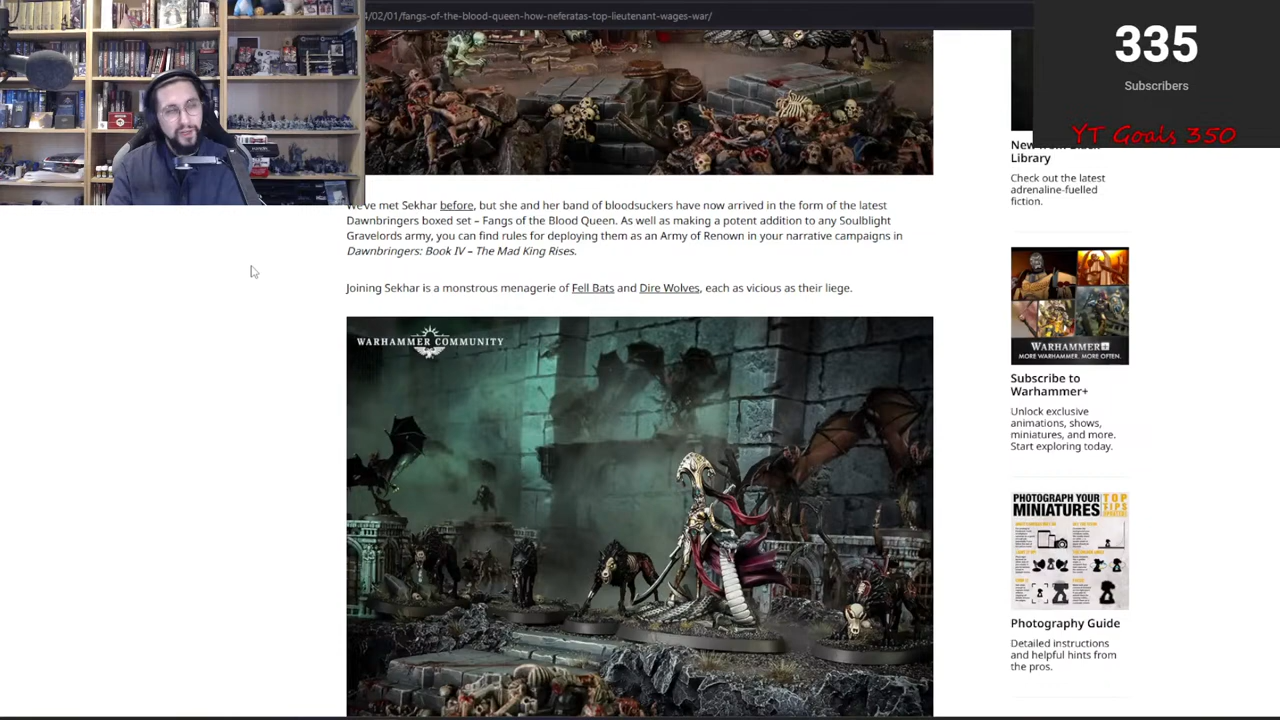 4/02/01/fangs-of-the-blood-queen-how-neferatas-top-lieutenant-wages-war/
335
Subscribers
YT Goals 350
Library
Check out the latest
adrenaline-fuelled
fiction.
We've met Sekhar before, but she and her band of bloodsuckers have now arrived in the form of the latest
Dawnbringers boxed set – Fangs of the Blood Queen. As well as making a potent addition to any Soulblight
Gravelords army, you can find rules for deploying them as an Army of Renown in your narrative campaigns in
Dawnbringers: Book IV – The Mad King Rises.
Joining Sekhar is a monstrous menagerie of Fell Bats and Dire Wolves, each as vicious as their liege.
WARHAMMER COMMUNITY
WARHAMMER+
MORE WARHAMMER. MORE OFTEN.
Subscribe to
Warhammer+
Unlock exclusive
animations, shows,
miniatures, and more.
Start exploring today.
PHOTOGRAPH YOUR
MINIATURES
TOP
TIPS
Photography Guide
Detailed instructions
and helpful hints from
the pros.